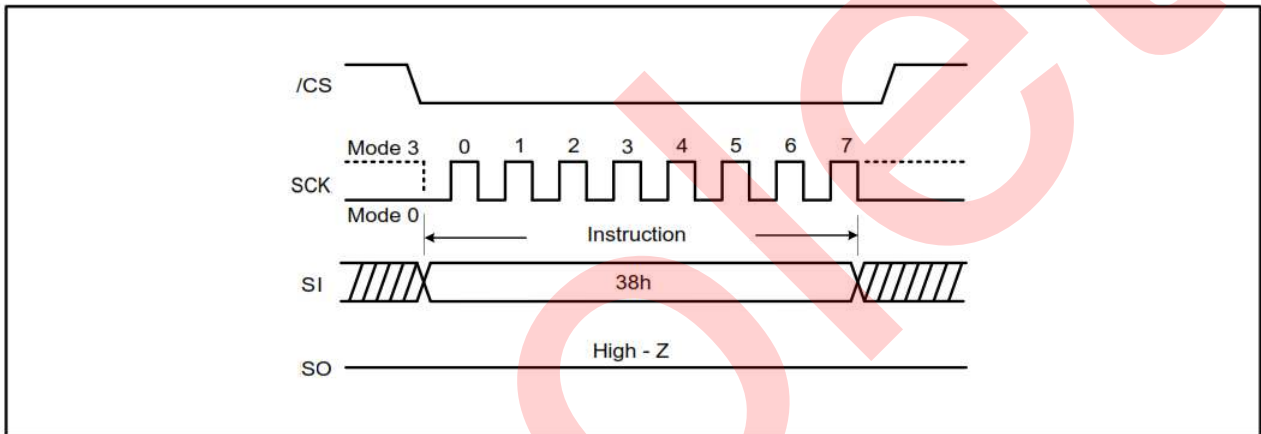 /CS
Mode 3 0 1 2 3 4 5 6 7
SCK
Mode 0
Instruction
SI 38h
High - Z
SO